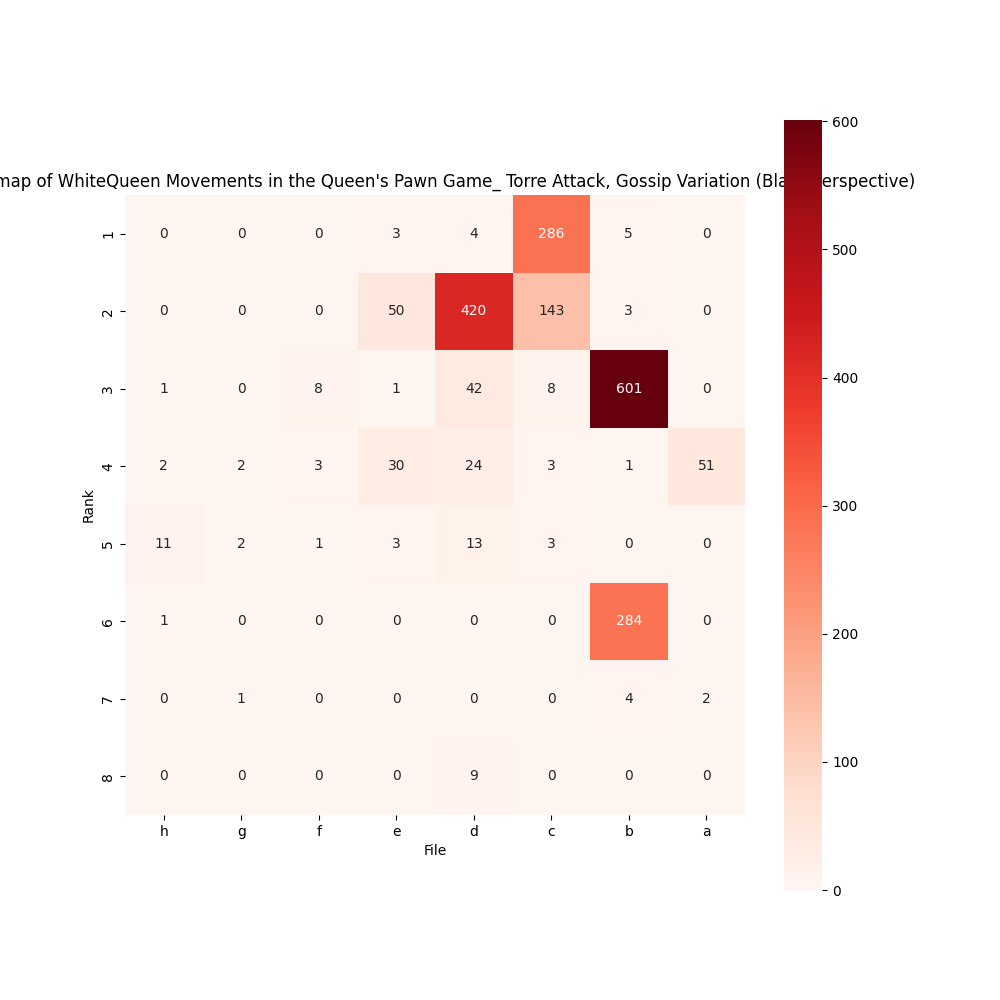 map of WhiteQueen Movements in the Queen's Pawn Game_ Torre Attack, Gossip Variation (Bla erspective)
1 0 0 0 3 4 286 5 0
2 0 0 0 50 420 143 3 0
3 1 0 8 1 42 8 601 0
4 2 2 3 30 24 3 1 51
5 11 2 1 3 13 3 0 0
6 1 0 0 0 0 0 284 0
7 0 1 0 0 0 0 4 2
8 0 0 0 0 9 0 0 0
Rank
h g f e d c b a
File
600
500
400
300
200
100
0